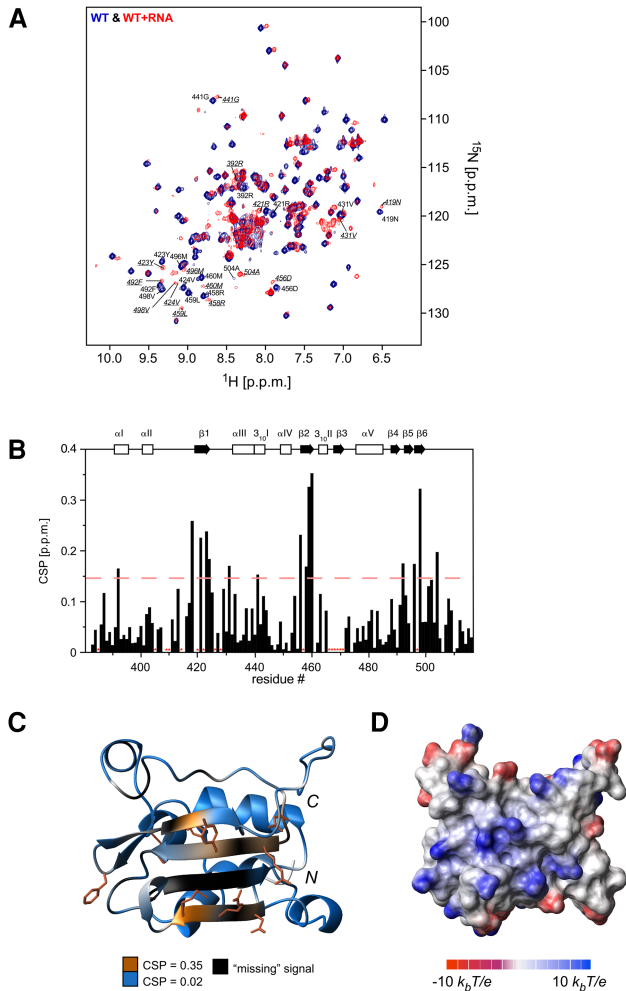 A
WT & WT+RNA
100
105
110
115
120
125
130
15N [p.p.m.]
441G 441G
392R
392R
421R 421R
431V
431V
419N
419N
423Y 496M
423Y
496M
504A 504A
492F
424V
460M
460M
456D
456D
492F
498V
498V
424V
459L
458R
458R
459L
10.0 9.5 9.0 8.5 8.0 7.5 7.0 6.5
1H [p.p.m.]
B
αI αII β1 αIII 310I αIV β2 310II β3 αV β4 β5 β6
0.4
0.3
0.2
0.1
0
CSP [p.p.m.]
400 420 440 460 480 500
residue #
C
D
C
N
CSP = 0.35
CSP = 0.02
"missing" signal
-10 kbT/e 10 kbT/e